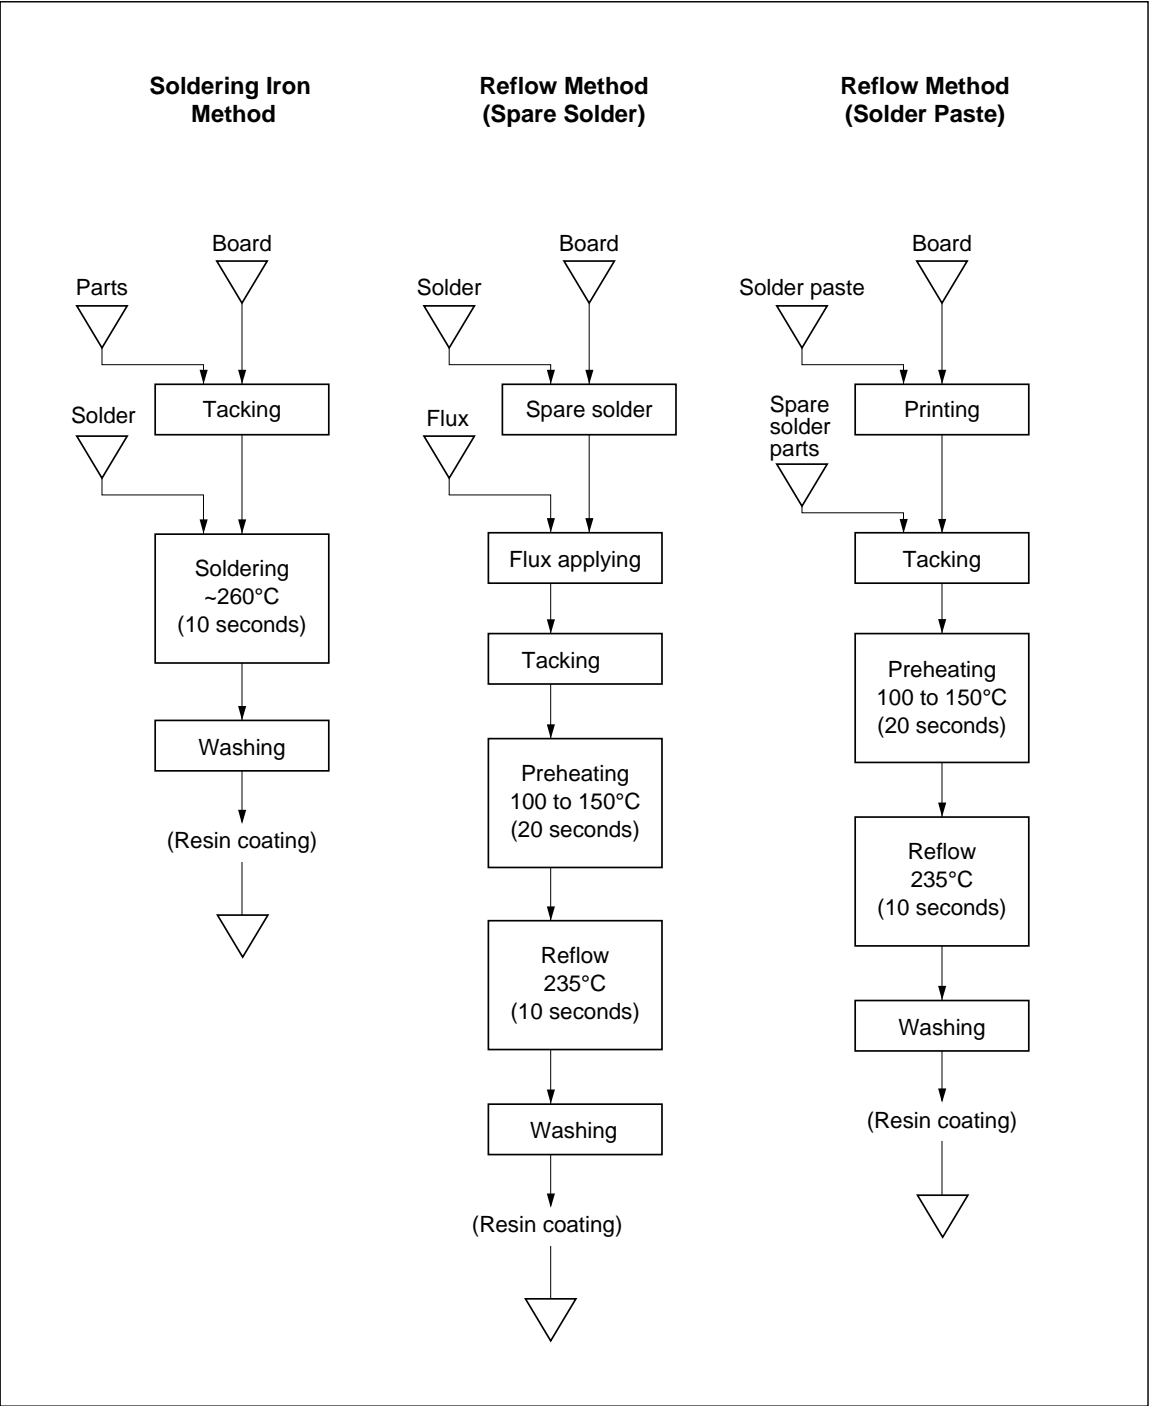 Soldering Iron
Method
Board
Parts
Tacking
Solder
Soldering
~260°C
(10 seconds)
Washing
(Resin coating)
Reflow Method
(Spare Solder)
Board
Solder
Spare solder
Flux
Flux applying
Tacking
Preheating
100 to 150°C
(20 seconds)
Reflow
235°C
(10 seconds)
Washing
(Resin coating)
Reflow Method
(Solder Paste)
Board
Solder paste
Printing
Spare
solder
parts
Tacking
Preheating
100 to 150°C
(20 seconds)
Reflow
235°C
(10 seconds)
Washing
(Resin coating)